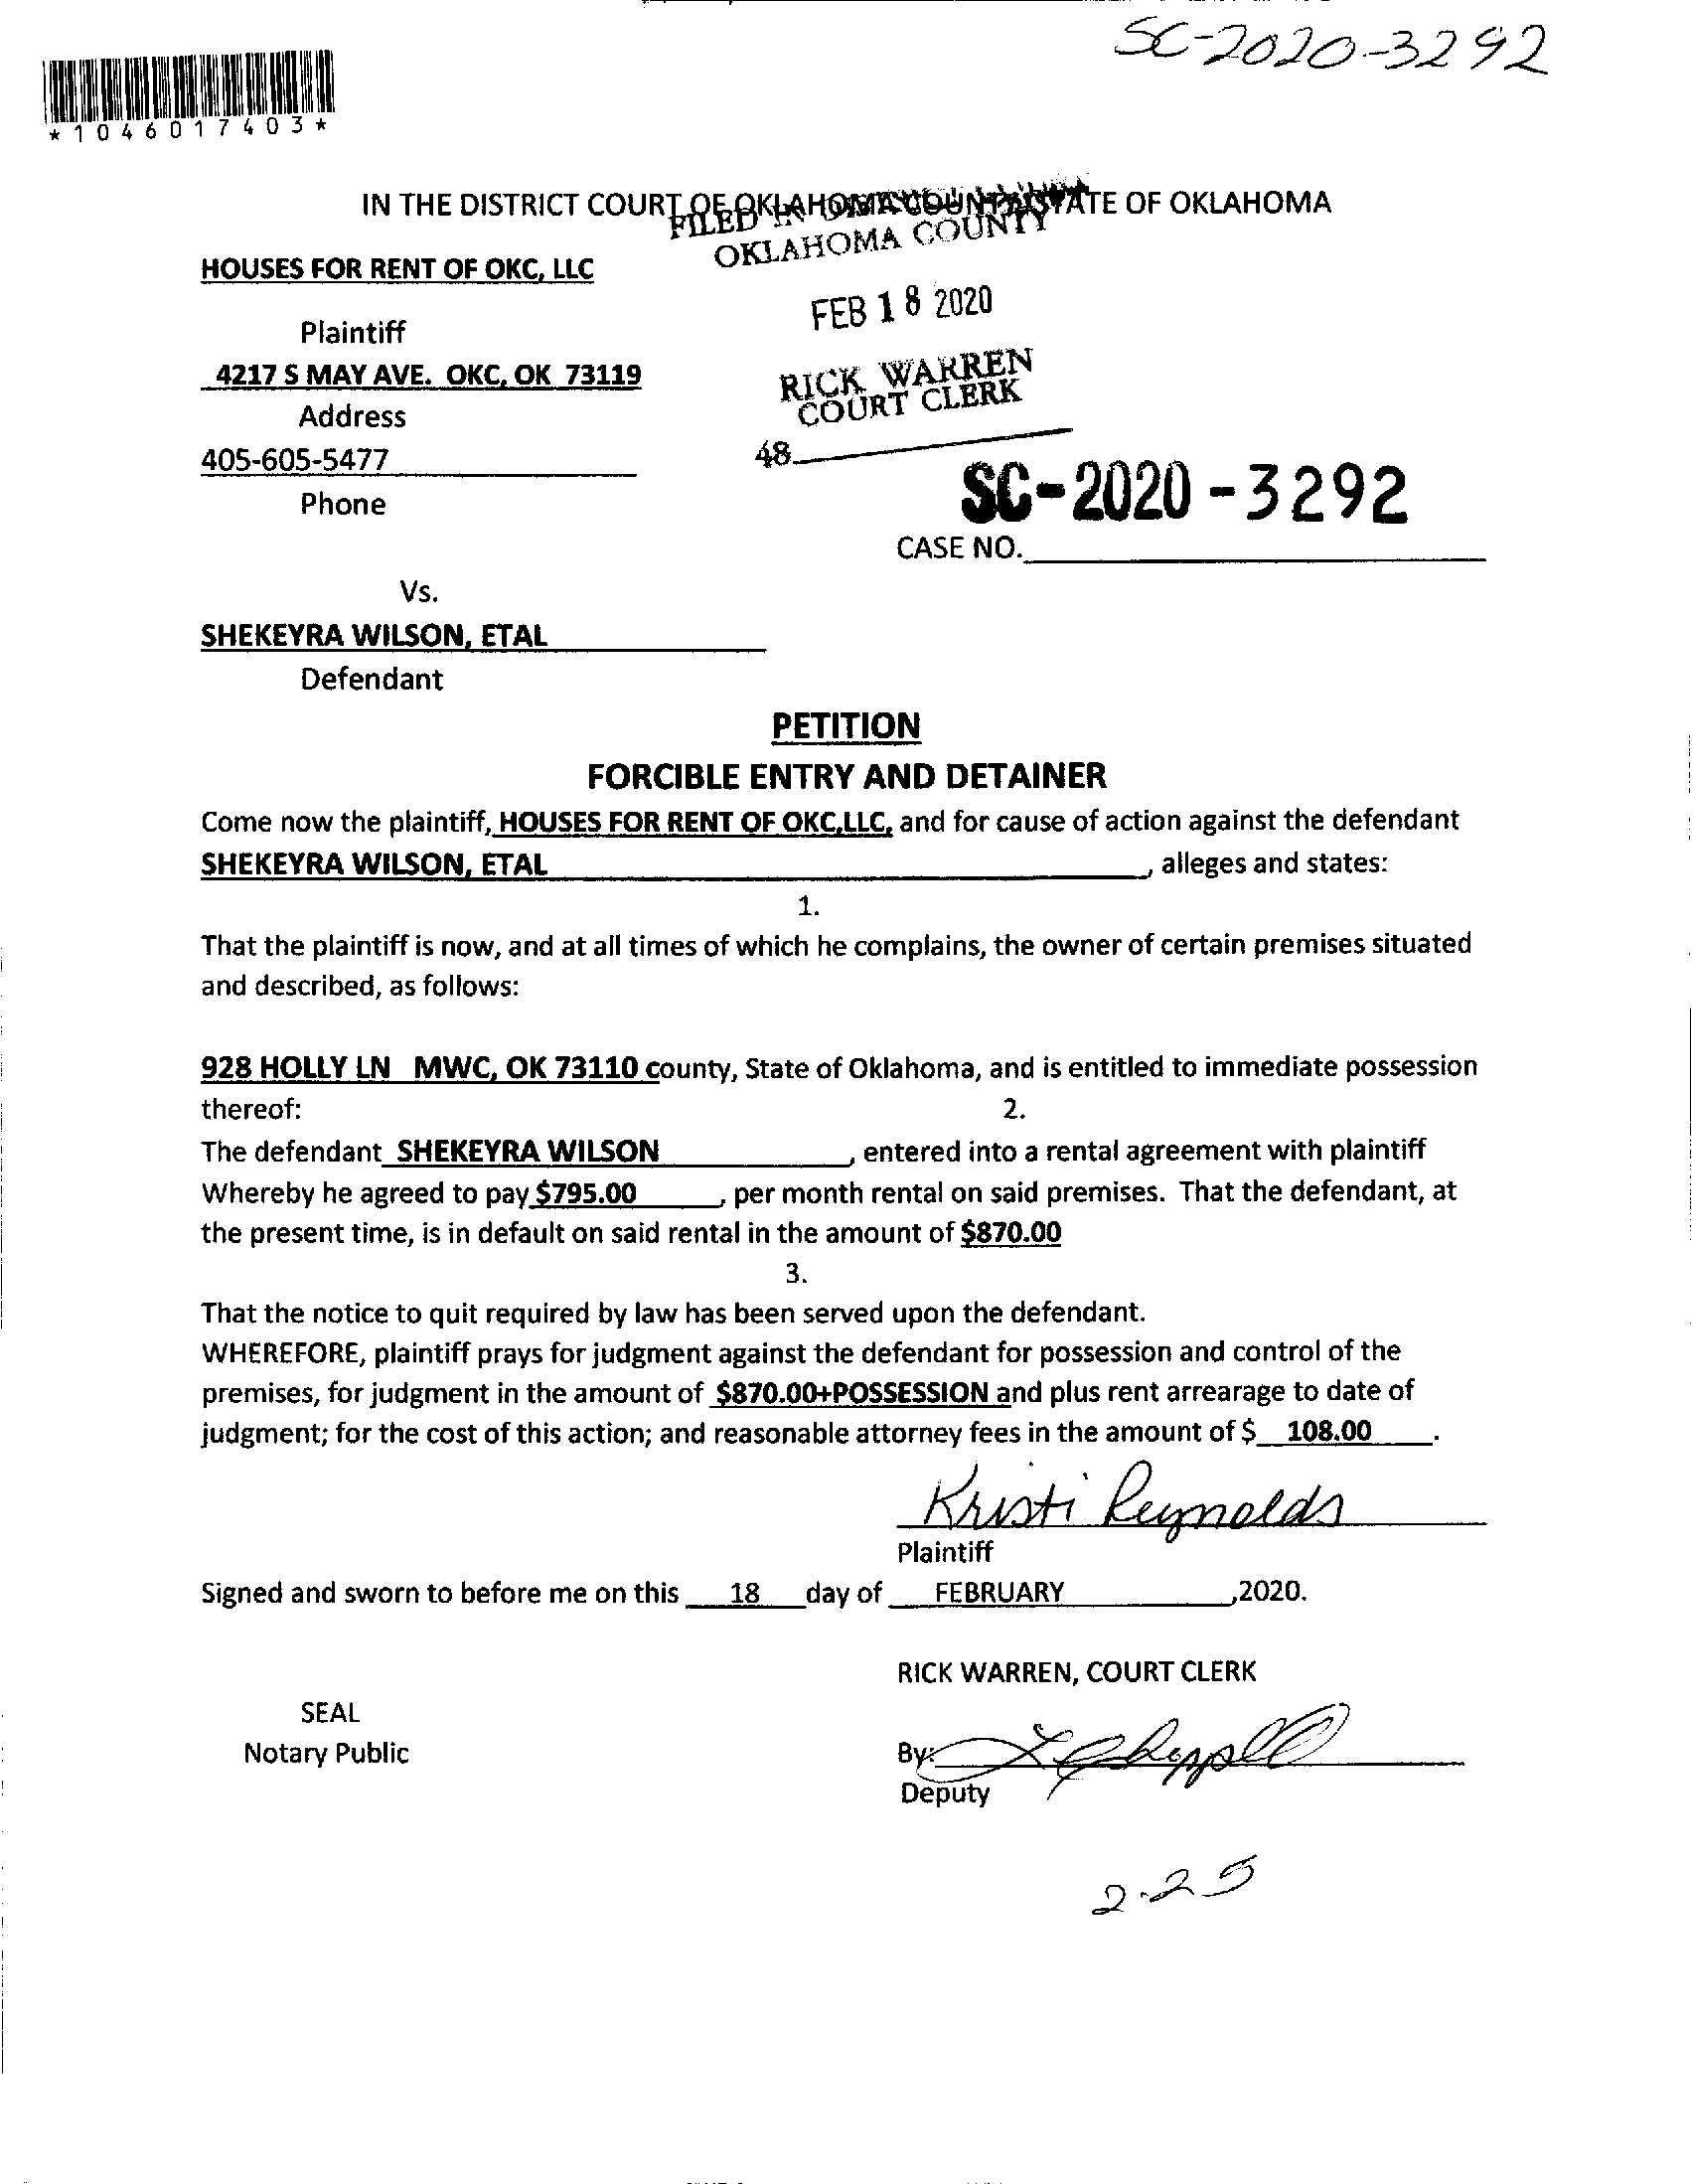 SC-2020-3292
*1046017403*
IN THE DISTRICT COURT OF OKLAHOMA COUNTY STATE OF OKLAHOMA
FILED IN
OKLAHOMA COUNTY
HOUSES FOR RENT OF OKC, LLC
FEB 18 2020
Plaintiff
4217 S MAY AVE. OKC, OK 73119
RICK WARREN
COURT CLERK
Address
405-605-5477
48
Phone
SC-2020-3292
CASE NO.
Vs.
SHEKEYRA WILSON, ETAL
Defendant
PETITION
FORCIBLE ENTRY AND DETAINER
Come now the plaintiff, HOUSES FOR RENT OF OKC,LLC, and for cause of action against the defendant
SHEKEYRA WILSON, ETAL , alleges and states:
1.
That the plaintiff is now, and at all times of which he complains, the owner of certain premises situated
and described, as follows:
928 HOLLY LN MWC, OK 73110 county, State of Oklahoma, and is entitled to immediate possession
thereof: 2.
The defendant SHEKEYRA WILSON , entered into a rental agreement with plaintiff
Whereby he agreed to pay $795.00 , per month rental on said premises. That the defendant, at
the present time, is in default on said rental in the amount of $870.00
3.
That the notice to quit required by law has been served upon the defendant.
WHEREFORE, plaintiff prays for judgment against the defendant for possession and control of the
premises, for judgment in the amount of $870.00+POSSESSION and plus rent arrearage to date of
judgment; for the cost of this action; and reasonable attorney fees in the amount of $ 108.00 .
Kristi Reynolds
Plaintiff
Signed and sworn to before me on this 18 day of FEBRUARY ,2020.
RICK WARREN, COURT CLERK
SEAL
Notary Public
By:
Deputy
2-25